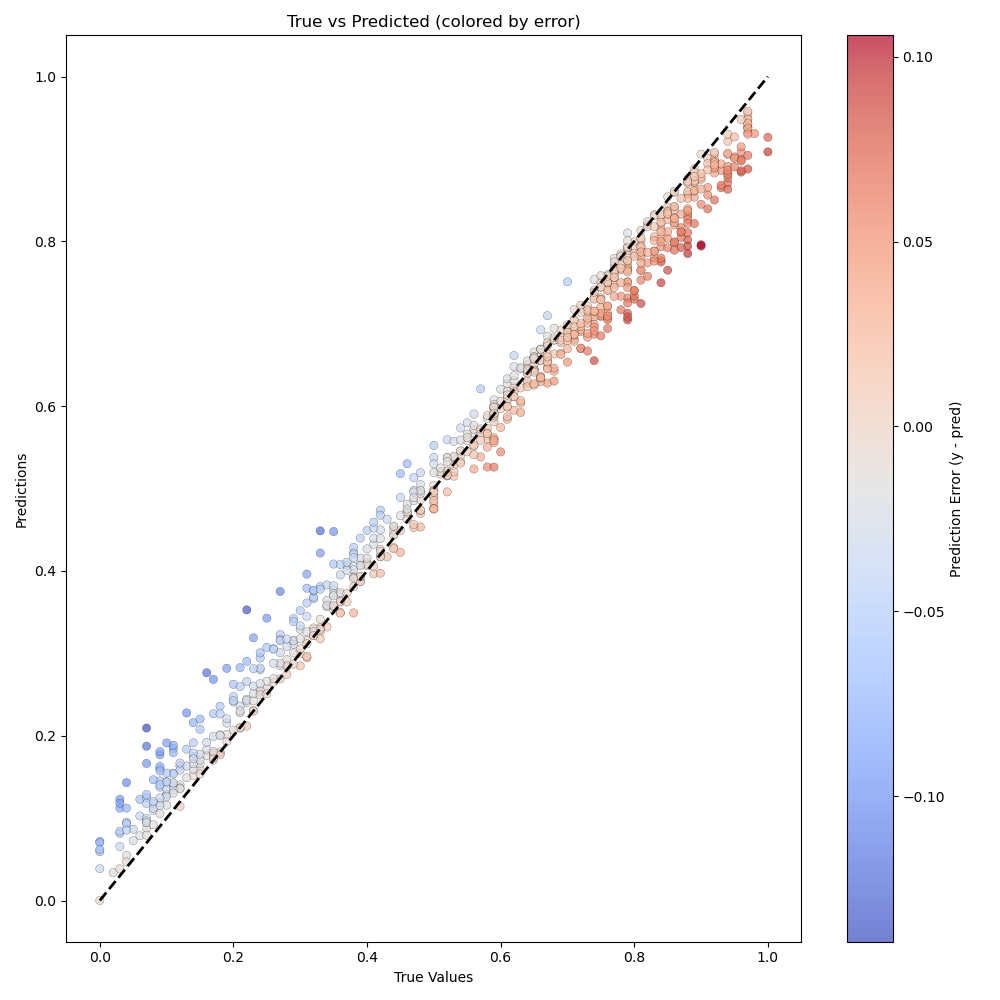 True vs Predicted (colored by error)
1.0
0.8
0.6
0.4
0.2
0.0
Predictions
0.0 0.2 0.4 0.6 0.8 1.0
True Values
0.10
0.05
0.00
−0.05
−0.10
Prediction Error (y - pred)